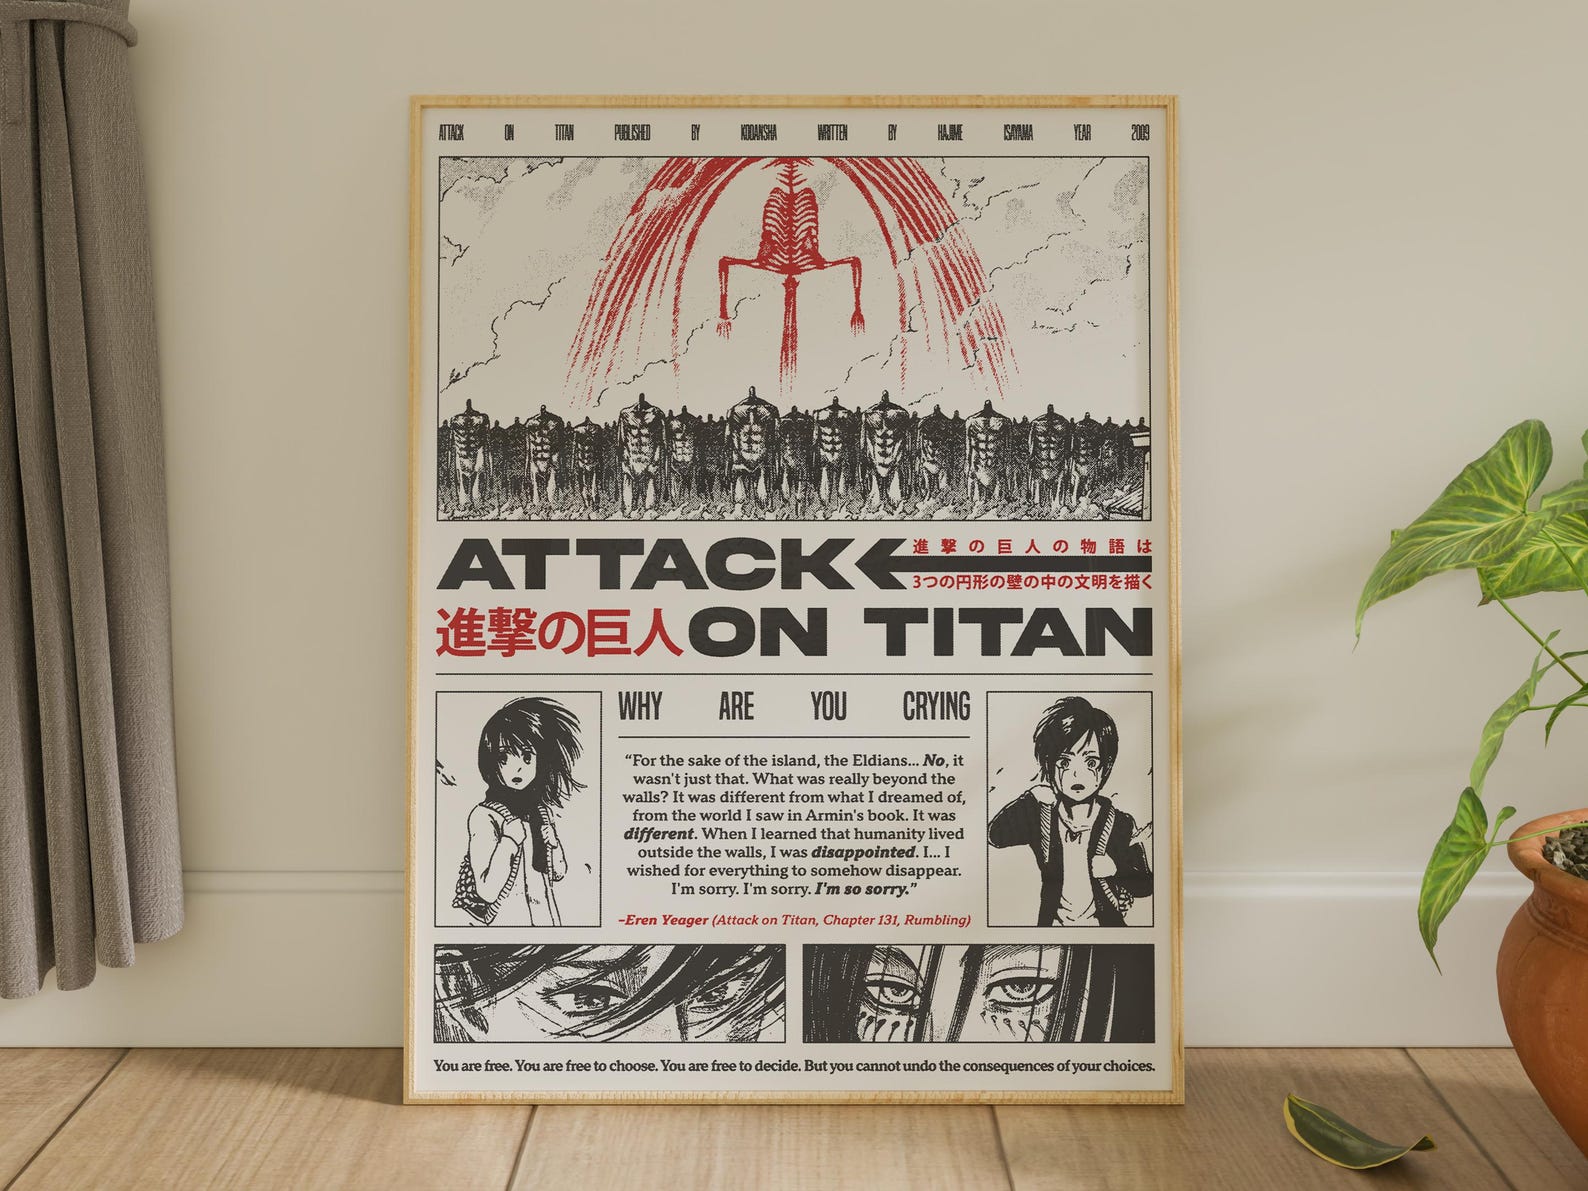 ATTACK ON TITAN PUBLISHED BY KODANSHA WRITTEN BY HAJIME ISAYAMA YEAR 2009
ATTACK
進撃の巨人の物語は
3つの円形の壁の中の文明を描く
進撃の巨人 ON TITAN
WHY ARE YOU CRYING
“For the sake of the island, the Eldians... No, it
wasn't just that. What was really beyond the
walls? It was different from what I dreamed of,
from the world I saw in Armin's book. It was
different. When I learned that humanity lived
outside the walls, I was disappointed. I... I
wished for everything to somehow disappear.
I'm sorry. I'm sorry. I'm so sorry.”
–Eren Yeager (Attack on Titan, Chapter 131, Rumbling)
You are free. You are free to choose. You are free to decide. But you cannot undo the consequences of your choices.